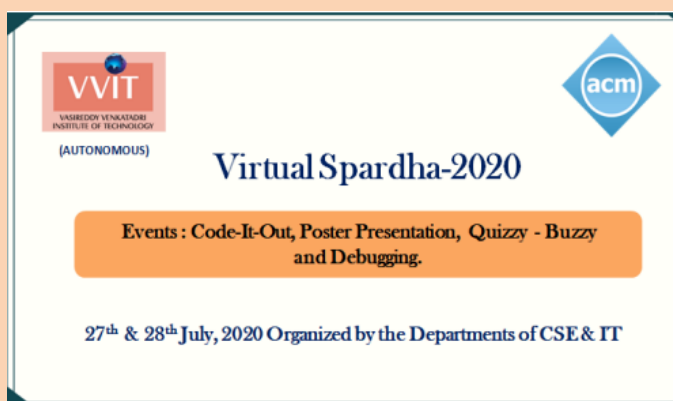 VVIT
VASIREDDY VENKATADRI
INSTITUTE OF TECHNOLOGY
(AUTONOMOUS)
acm
Virtual Spardha-2020
Events : Code-It-Out, Poster Presentation, Quizzy - Buzzy
and Debugging.
27th & 28th July, 2020 Organized by the Departments of CSE & IT